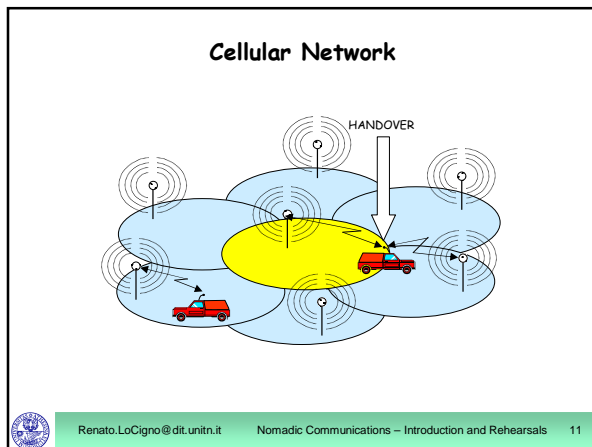 Cellular Network
HANDOVER
Renato.LoCigno@dit.unitn.it Nomadic Communications – Introduction and Rehearsals 11